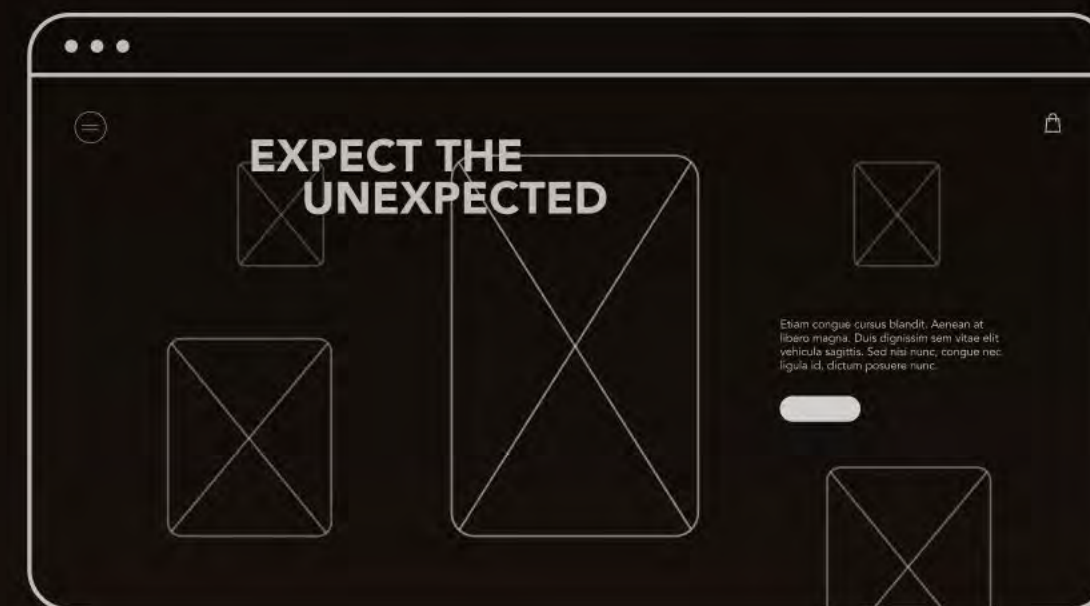 EXPECT THE
UNEXPECTED
Etiam congue cursus blandit. Aenean at
libero magna. Duis dignissim sem vitae elit
vehicula sagittis. Sed nisi nunc, congue nec
ligula id, dictum posuere nunc.